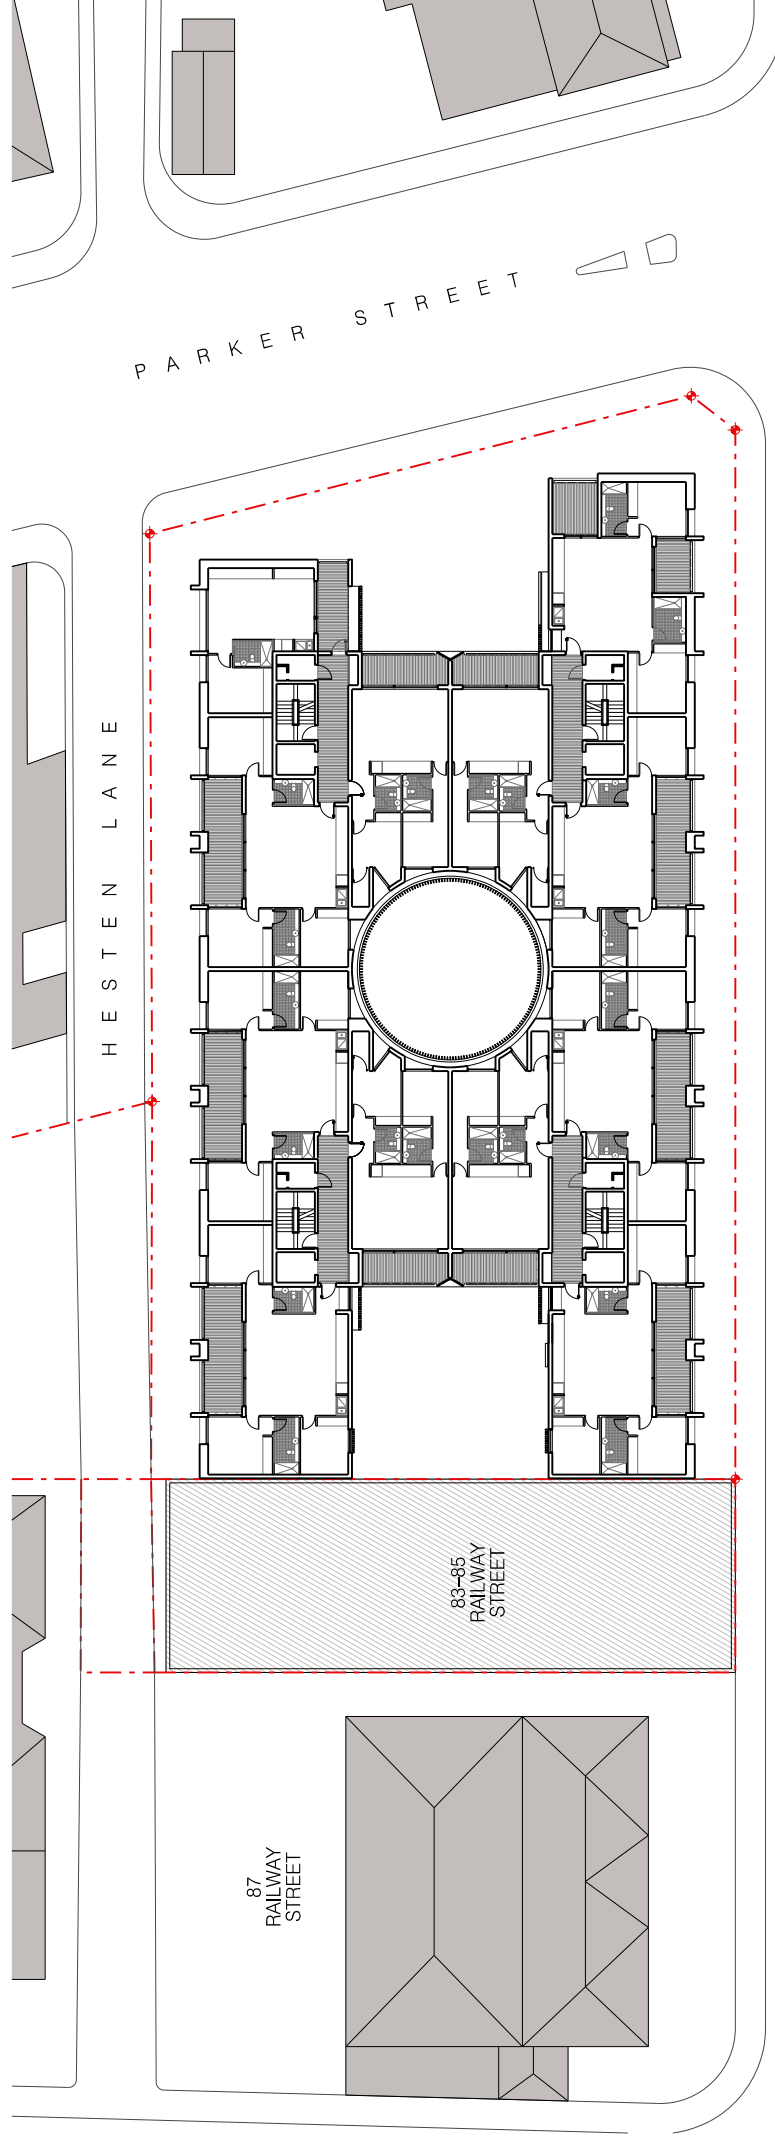 PARKER STREET
HESTEN LANE
83–85
RAILWAY
STREET
87
RAILWAY
STREET